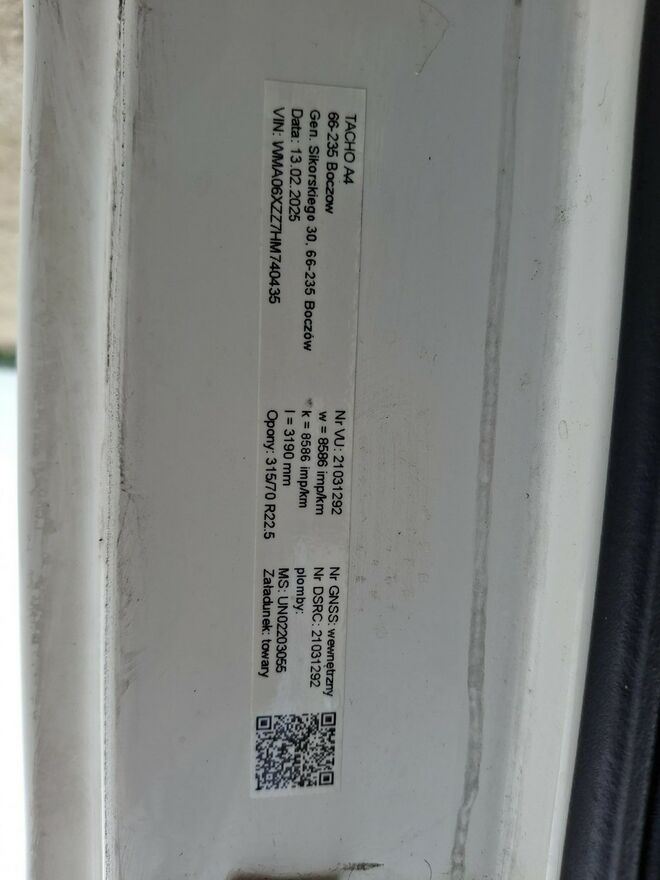 TACHO A4
66-235 Boczow
Gen. Sikorskiego 30, 66-235 Boczów
Data: 13.02.2025
VIN: WMA06XZZ7HM740435
Nr VU: 21031292
w = 8586 imp/km
k = 8586 imp/km
l = 3190 mm
Opony: 315/70 R22.5
Nr GNSS: wewnętrzny
Nr DSRC: 21031292
plomby:
MS: UN02203055
Załadunek: towary